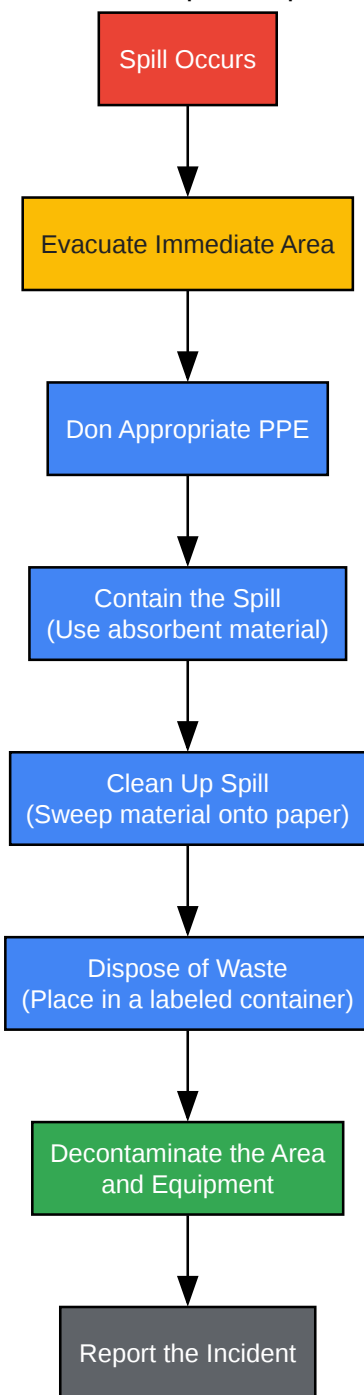 Spill Occurs
Evacuate Immediate Area
Don Appropriate PPE
Contain the Spill
(Use absorbent material)
Clean Up Spill
(Sweep material onto paper)
Dispose of Waste
(Place in a labeled container)
Decontaminate the Area
and Equipment
Report the Incident